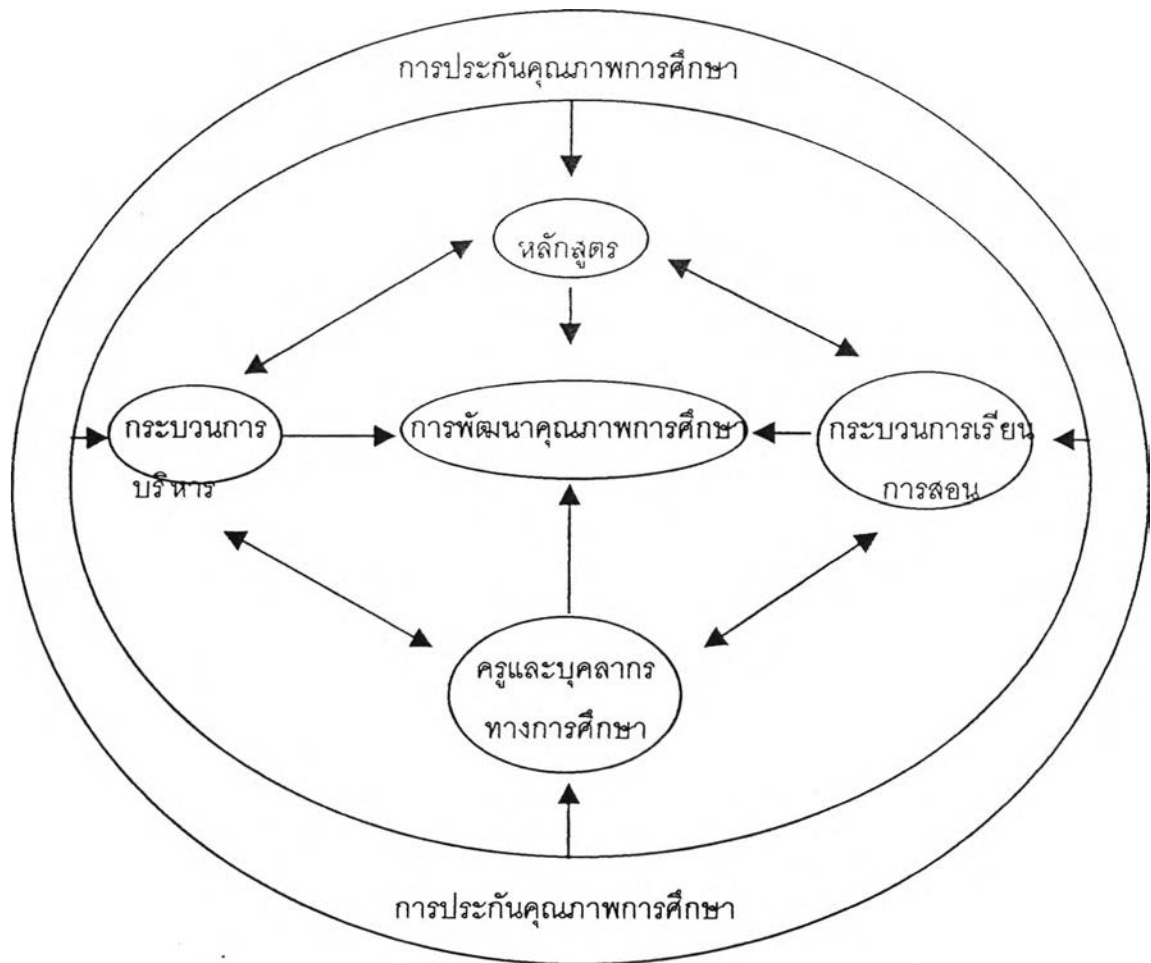 การประกันคุณภาพการศึกษา
หลักสูตร
กระบวนการ
บริหาร
การพัฒนาคุณภาพการศึกษา
กระบวนการเรียน
การสอน
ครูและบุคลากร
ทางการศึกษา
การประกันคุณภาพการศึกษา